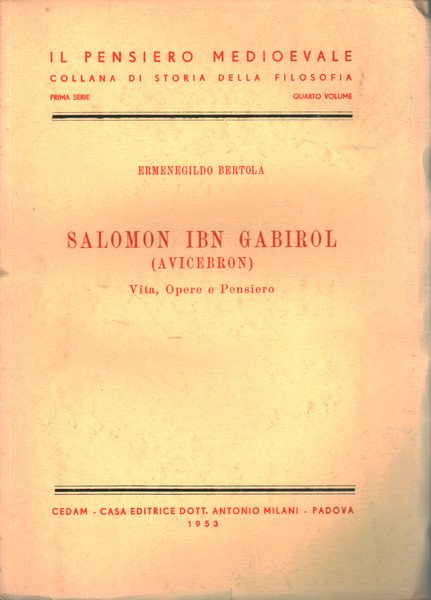 IL PENSIERO MEDIOEVALE
COLLANA DI STORIA DELLA FILOSOFIA
PRIMA SERIE QUARTO VOLUME
ERMENEGILDO BERTOLA
SALOMON IBN GABIROL
(AVICEBRON)
Vita, Opere e Pensiero
CEDAM - CASA EDITRICE DOTT. ANTONIO MILANI - PADOVA
1953